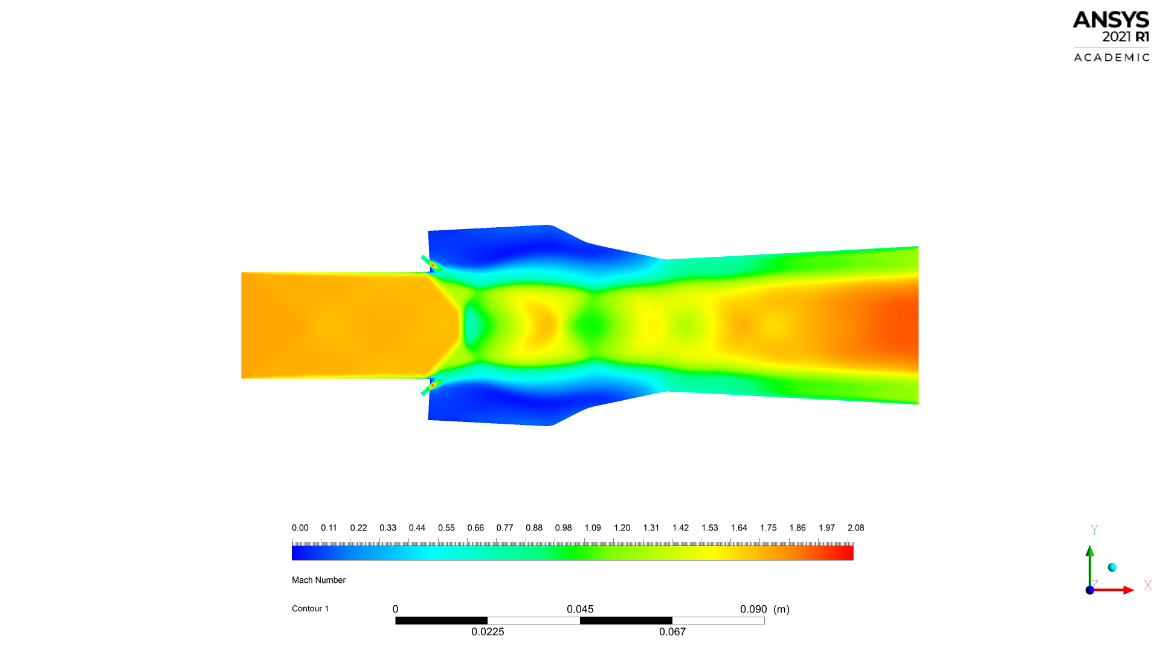 ANSYS
2021 R1
ACADEMIC
0.00 0.11 0.22 0.33 0.44 0.55 0.66 0.77 0.88 0.98 1.09 1.20 1.31 1.42 1.53 1.64 1.75 1.86 1.97 2.08
Mach Number
Contour 1
0 0.045 0.090 (m)
0.0225 0.067
Y
Z X